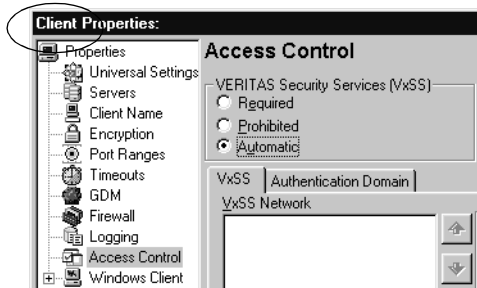 Client Properties:
Properties
Universal Settings
Servers
Client Name
Encryption
Port Ranges
Timeouts
GDM
Firewall
Logging
Access Control
Windows Client
Access Control
VERITAS Security Services (VxSS)
Required
Prohibited
Automatic
VxSS
Authentication Domain
VxSS Network